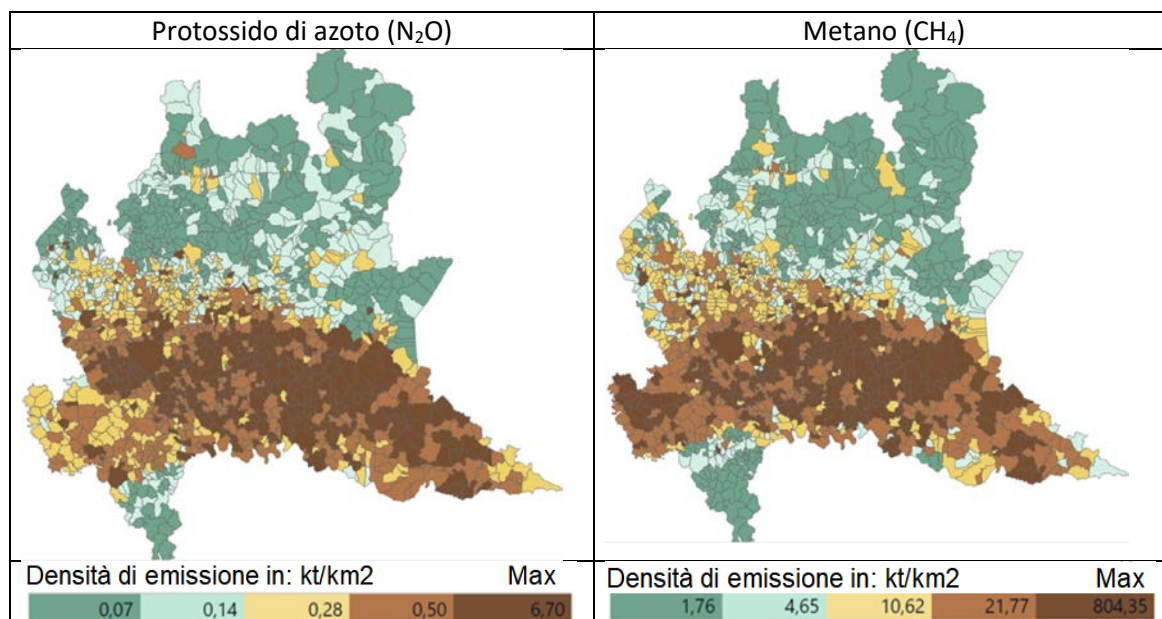 Protossido di azoto (N₂O)
Metano (CH₄)
Densità di emissione in: kt/km2 Max
0,07 0,14 0,28 0,50 6,70
Densità di emissione in: kt/km2 Max
1,76 4,65 10,62 21,77 804,35